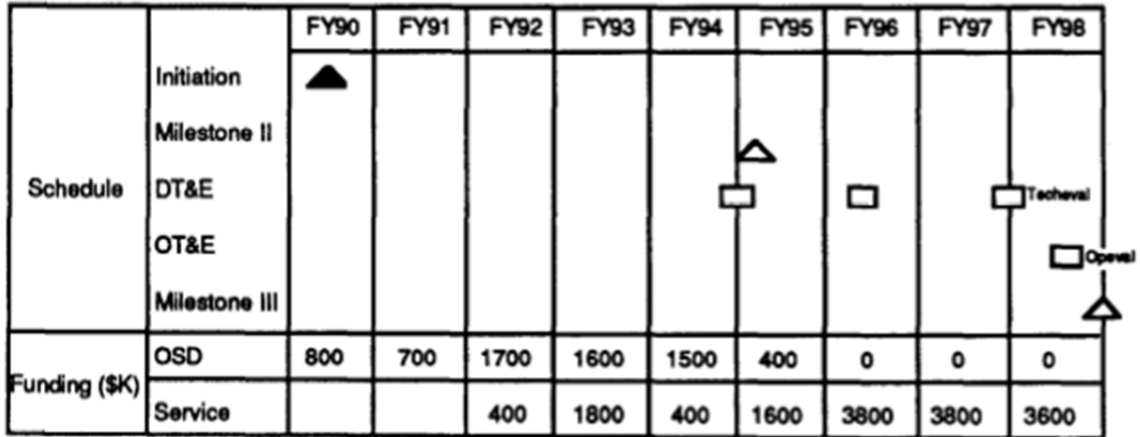 FY90 FY91 FY92 FY93 FY94 FY95 FY96 FY97 FY98
Initiation
Milestone II
Schedule DT&E Techeval
OT&E Opeval
Milestone III
OSD 800 700 1700 1600 1500 400 0 0 0
Funding ($K)
Service 400 1800 400 1600 3800 3800 3600